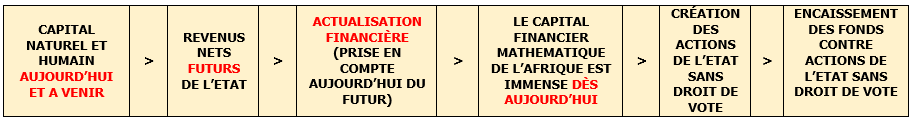 CAPITAL
NATUREL ET
HUMAIN
AUJOURD’HUI
ET A VENIR
>
REVENUS
NETS
FUTURS
DE L’ETAT
>
ACTUALISATION
FINANCIÈRE
(PRISE EN
COMPTE
AUJOURD’HUI DU
FUTUR)
>
LE CAPITAL
FINANCIER
MATHEMATIQUE
DE L’AFRIQUE EST
IMMENSE DÈS
AUJOURD’HUI
>
CRÉATION
DES
ACTIONS
DE L’ETAT
SANS
DROIT DE
VOTE
>
ENCAISSEMENT
DES FONDS
CONTRE
ACTIONS DE
L’ETAT SANS
DROIT DE VOTE